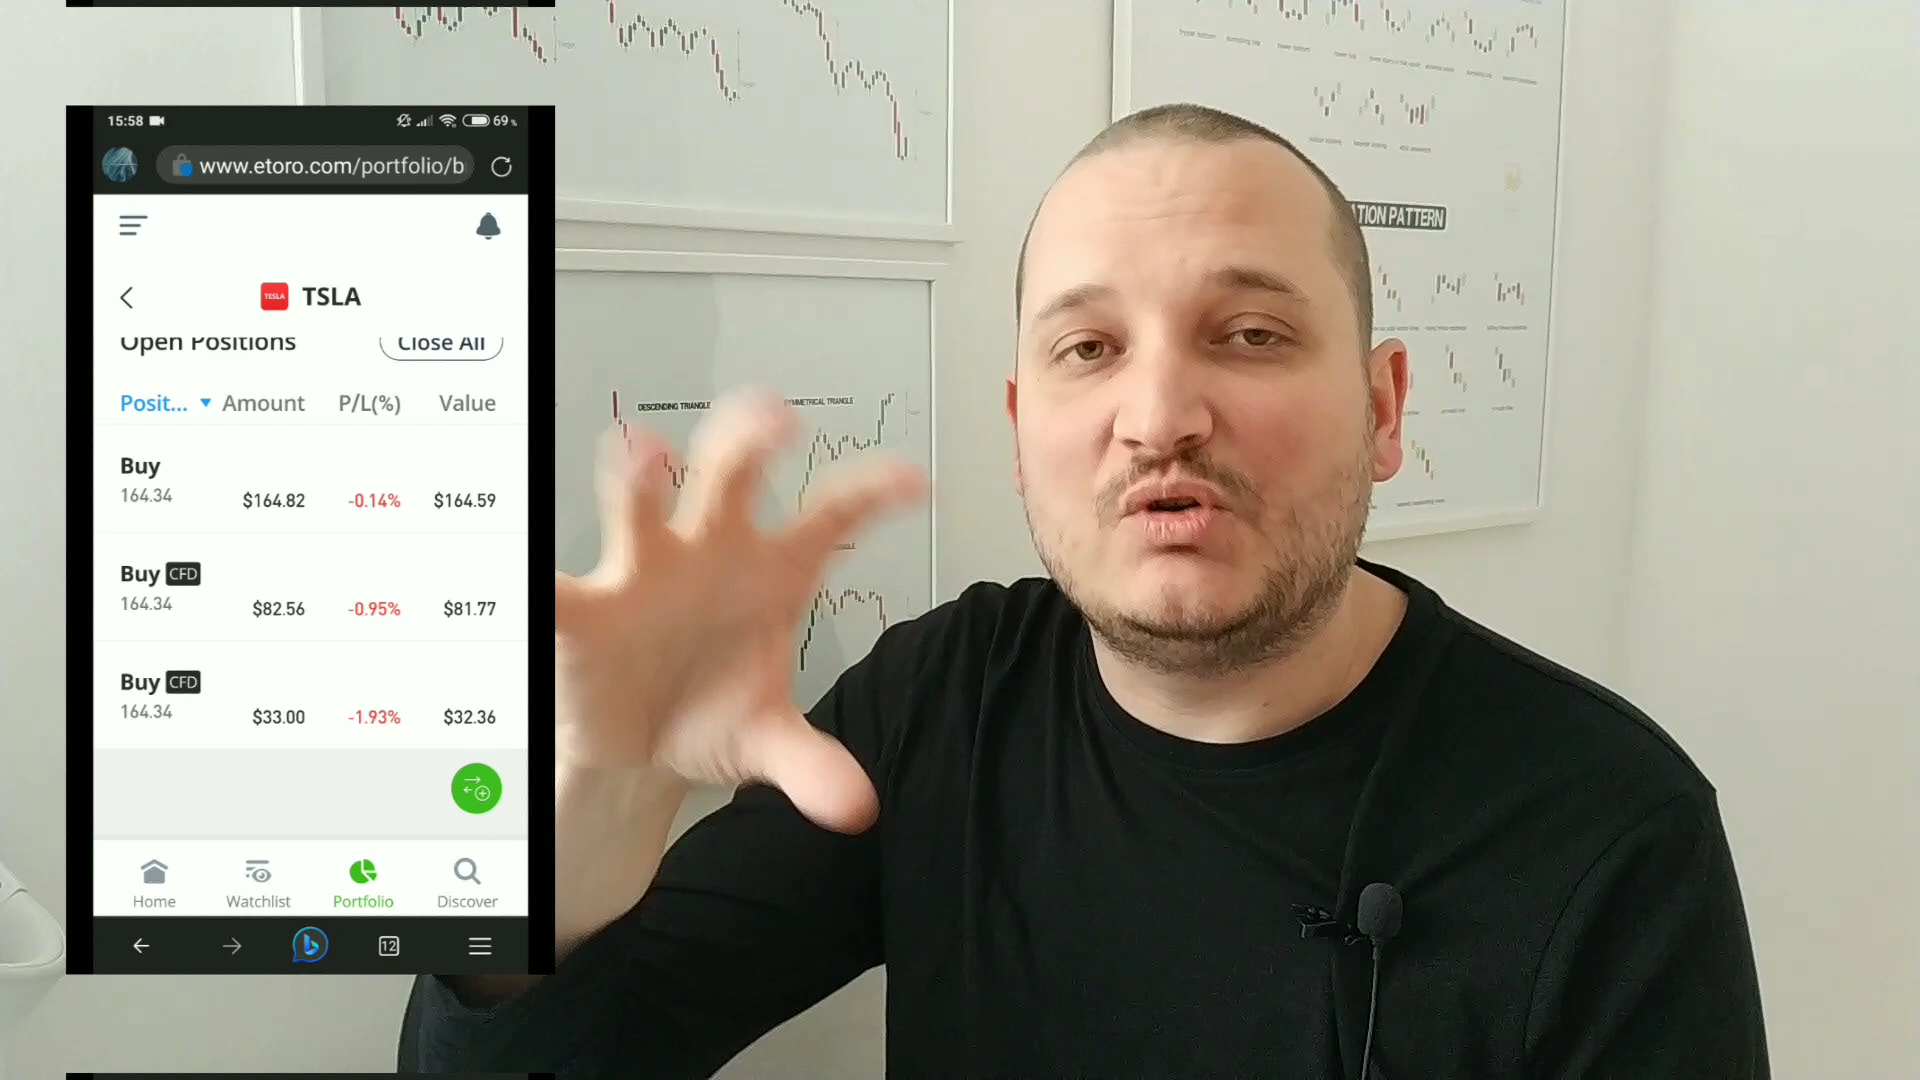 15:58
69%
www.etoro.com/portfolio/b
TESLA
TSLA
Open Positions
Close All
Posit... Amount P/L(%) Value
Buy
164.34
$164.82 -0.14% $164.59
Buy CFD
164.34
$82.56 -0.95% $81.77
Buy CFD
164.34
$33.00 -1.93% $32.36
Home Watchlist Portfolio Discover
12
DESCENDING TRIANGLE
YMMETRICAL TRIANGLE
TION PATTERN